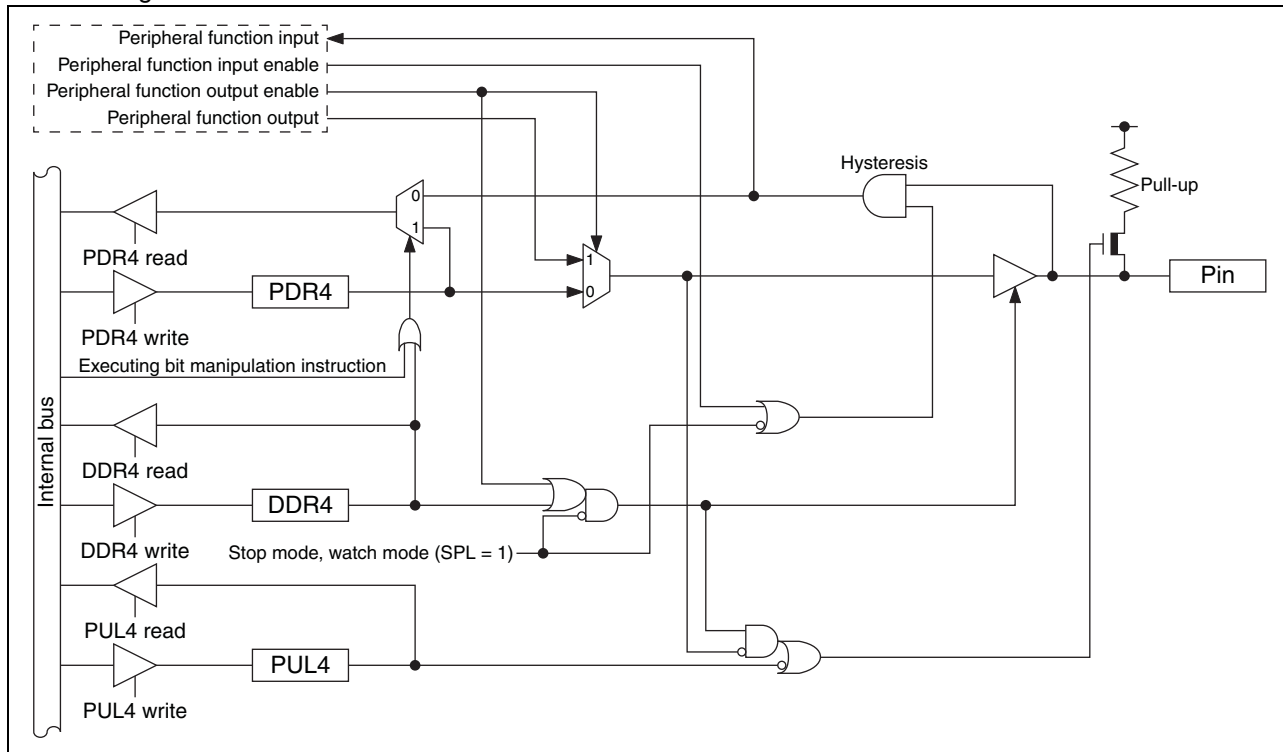 Peripheral function input
Peripheral function input enable
Peripheral function output enable
Peripheral function output
Hysteresis
Pull-up
0
1
PDR4 read
1
0
Pin
PDR4
PDR4 write
Executing bit manipulation instruction
Internal bus
DDR4 read
DDR4
DDR4 write
Stop mode, watch mode (SPL = 1)
PUL4 read
PUL4
PUL4 write